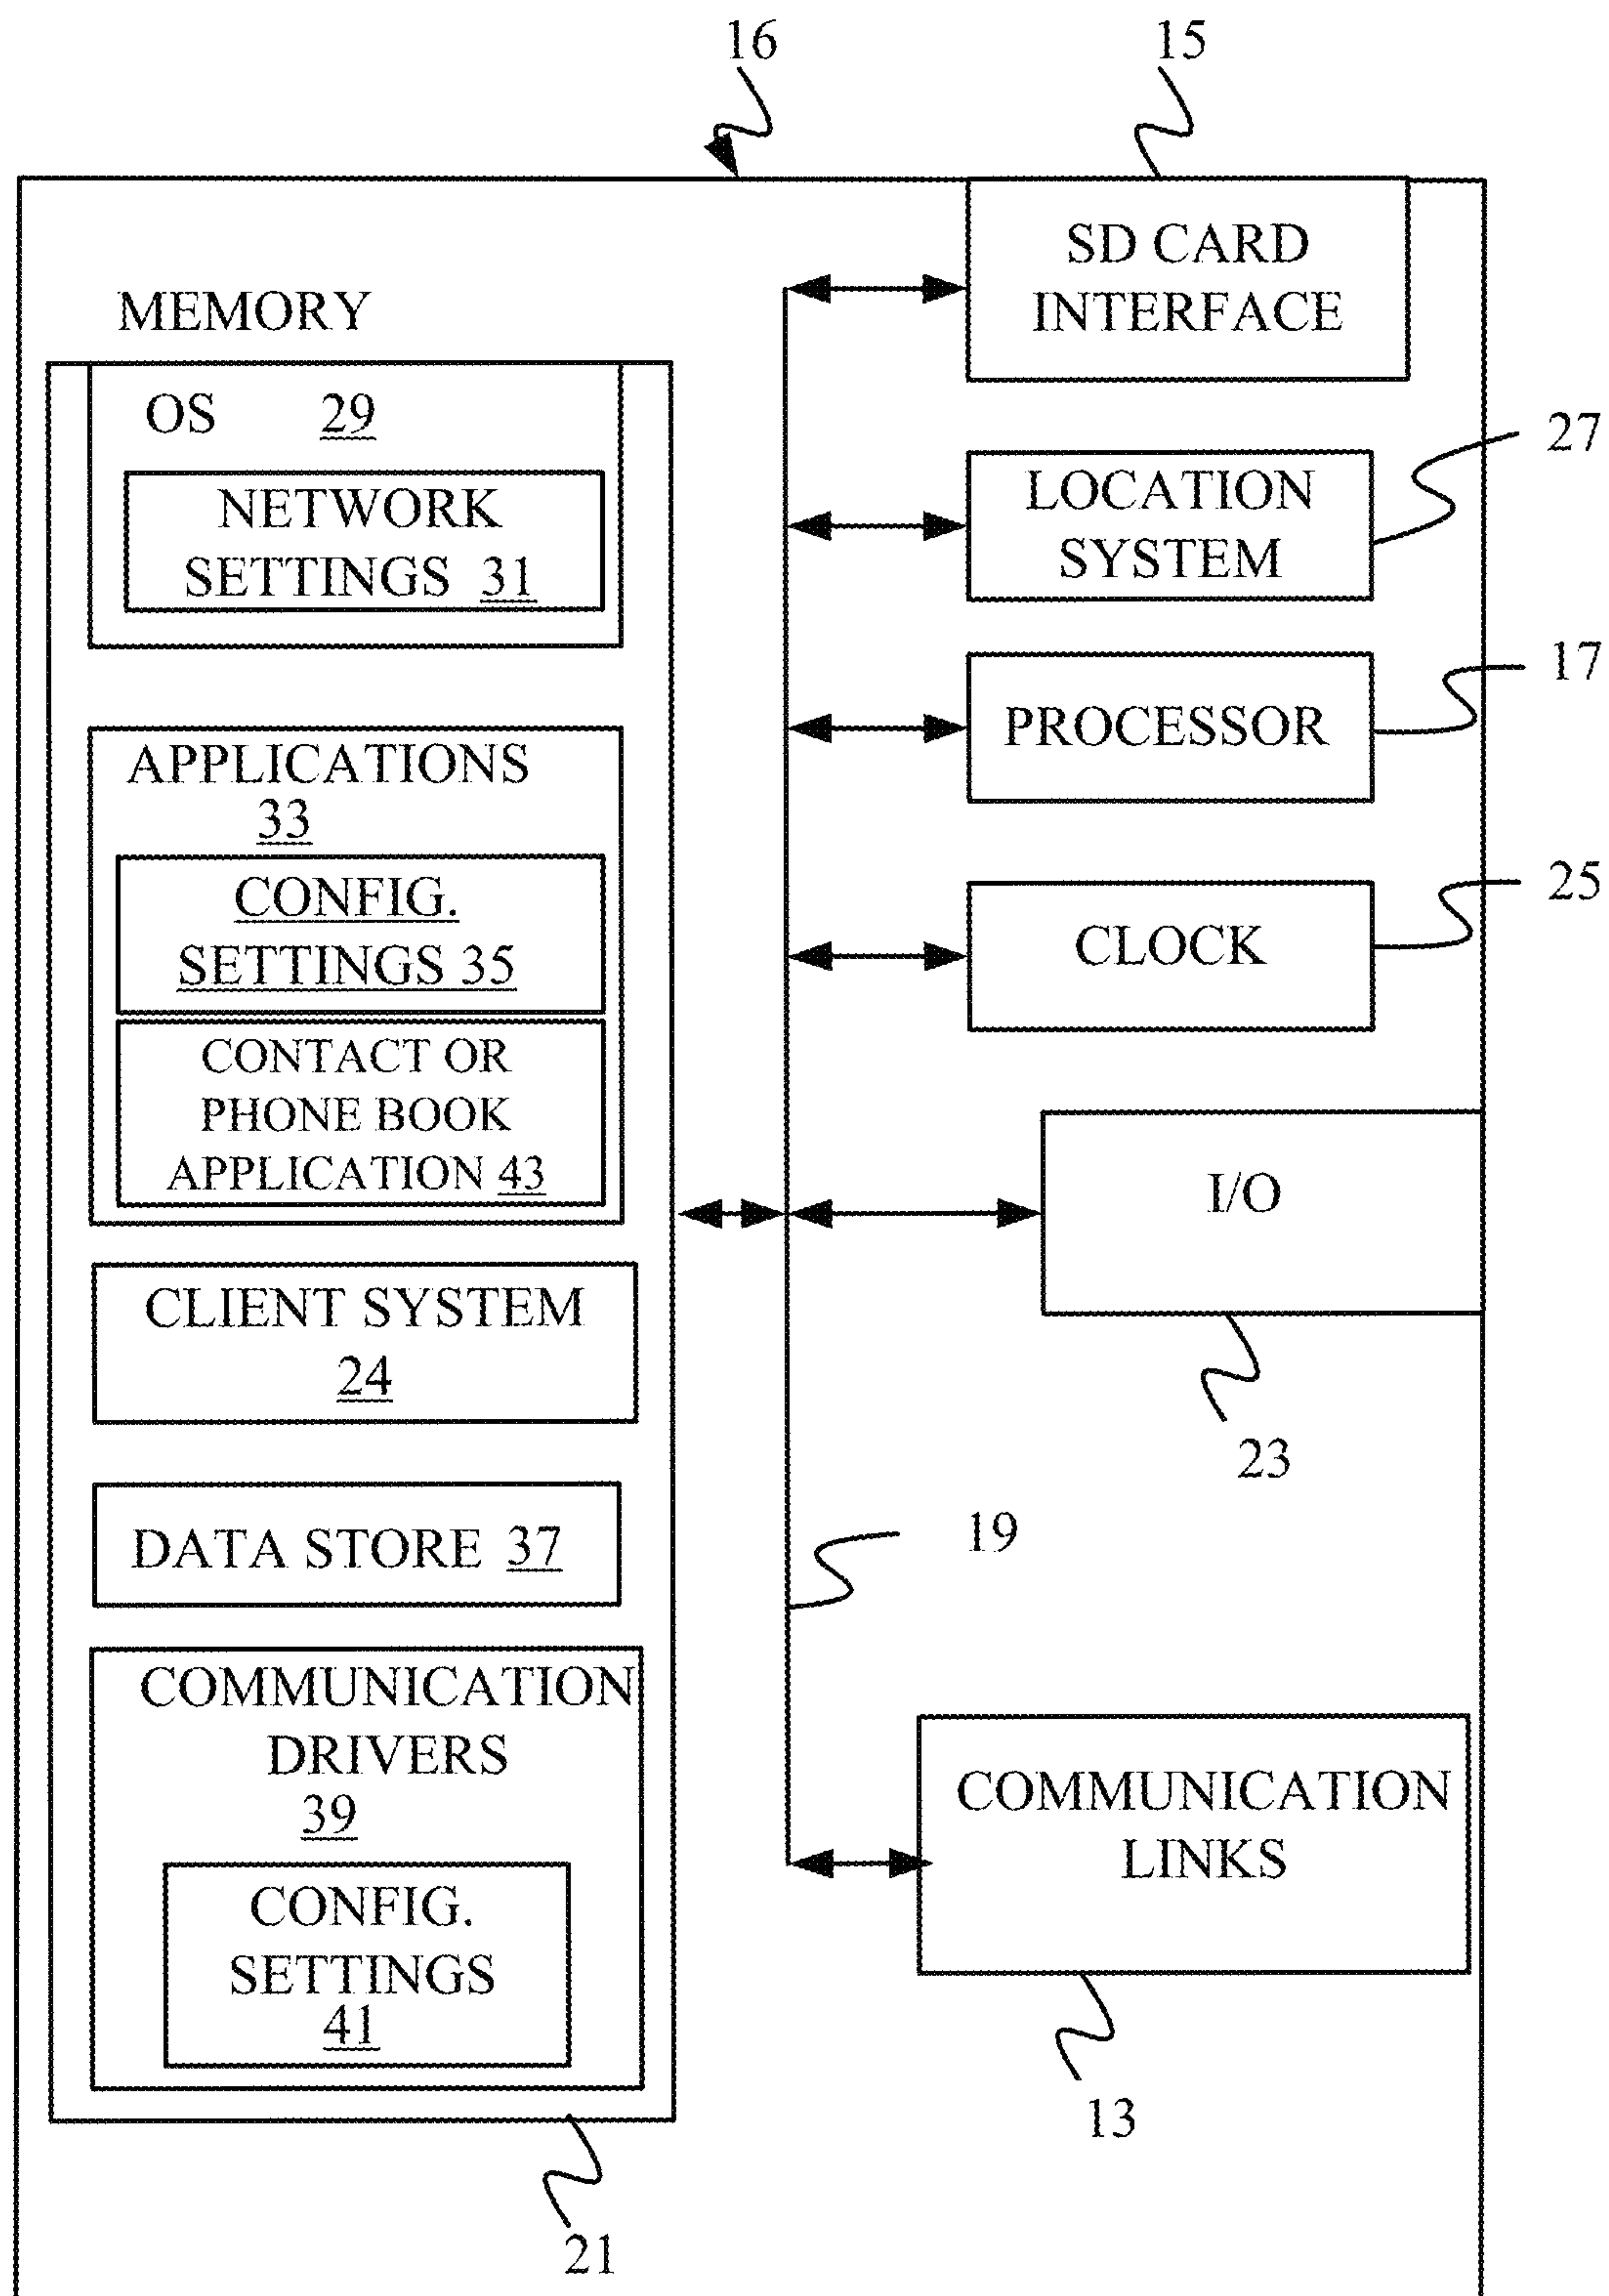 16
15
SD CARD
INTERFACE
MEMORY
OS 29
NETWORK
SETTINGS 31
27
LOCATION
SYSTEM
17
PROCESSOR
APPLICATIONS
33
CONFIG.
SETTINGS 35
25
CLOCK
CONTACT OR
PHONE BOOK
APPLICATION 43
I/O
CLIENT SYSTEM
24
23
19
DATA STORE 37
COMMUNICATION
DRIVERS
39
COMMUNICATION
LINKS
CONFIG.
SETTINGS
41
13
21